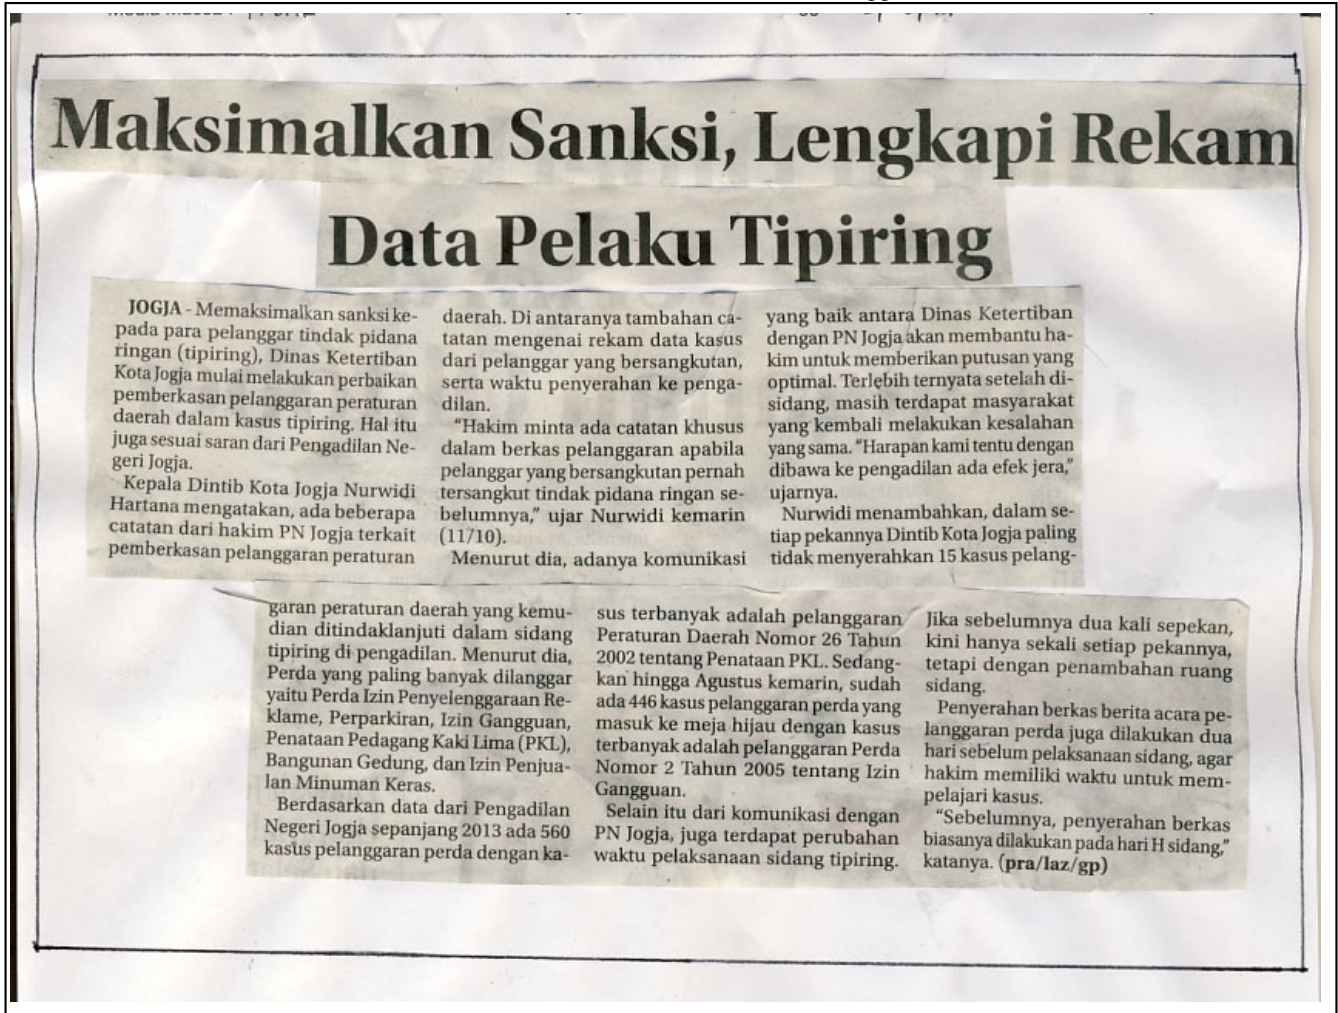 Maksimalkan Sanksi, Lengkapi Rekam
Data Pelaku Tipiring
JOGJA - Memaksimalkan sanksi ke-
pada para pelanggar tindak pidana
ringan (tipiring), Dinas Ketertiban
Kota Jogja mulai melakukan perbaikan
pemberkasan pelanggaran peraturan
daerah dalam kasus tipiring. Hal itu
juga sesuai saran dari Pengadilan Ne-
geri Jogja.
Kepala Dintib Kota Jogja Nurwidi
Hartana mengatakan, ada beberapa
catatan dari hakim PN Jogja terkait
pemberkasan pelanggaran peraturan
daerah. Di antaranya tambahan ca-
tatan mengenai rekam data kasus
dari pelanggar yang bersangkutan,
serta waktu penyerahan ke penga-
dilan.
"Hakim minta ada catatan khusus
dalam berkas pelanggaran apabila
pelanggar yang bersangkutan pernah
tersangkut tindak pidana ringan se-
belumnya," ujar Nurwidi kemarin
(11/10).
Menurut dia, adanya komunikasi
yang baik antara Dinas Ketertiban
dengan PN Jogja akan membantu ha-
kim untuk memberikan putusan yang
optimal. Terlebih ternyata setelah di-
sidang, masih terdapat masyarakat
yang kembali melakukan kesalahan
yang sama. "Harapan kami tentu dengan
dibawa ke pengadilan ada efek jera,"
ujarnya.
Nurwidi menambahkan, dalam se-
tiap pekannya Dintib Kota Jogja paling
tidak menyerahkan 15 kasus pelang-
garan peraturan daerah yang kemu-
dian ditindaklanjuti dalam sidang
tipiring di pengadilan. Menurut dia,
Perda yang paling banyak dilanggar
yaitu Perda Izin Penyelenggaraan Re-
klame, Perparkiran, Izin Gangguan,
Penataan Pedagang Kaki Lima (PKL),
Bangunan Gedung, dan Izin Penjua-
lan Minuman Keras.
Berdasarkan data dari Pengadilan
Negeri Jogja sepanjang 2013 ada 560
kasus pelanggaran perda dengan ka-
sus terbanyak adalah pelanggaran
Peraturan Daerah Nomor 26 Tahun
2002 tentang Penataan PKL. Sedang-
kan hingga Agustus kemarin, sudah
ada 446 kasus pelanggaran perda yang
masuk ke meja hijau dengan kasus
terbanyak adalah pelanggaran Perda
Nomor 2 Tahun 2005 tentang Izin
Gangguan.
Selain itu dari komunikasi dengan
PN Jogja, juga terdapat perubahan
waktu pelaksanaan sidang tipiring.
Jika sebelumnya dua kali sepekan,
kini hanya sekali setiap pekannya,
tetapi dengan penambahan ruang
sidang.
Penyerahan berkas berita acara pe-
langgaran perda juga dilakukan dua
hari sebelum pelaksanaan sidang, agar
hakim memiliki waktu untuk mem-
pelajari kasus.
"Sebelumnya, penyerahan berkas
biasanya dilakukan pada hari H sidang,"
katanya. (pra/laz/gp)